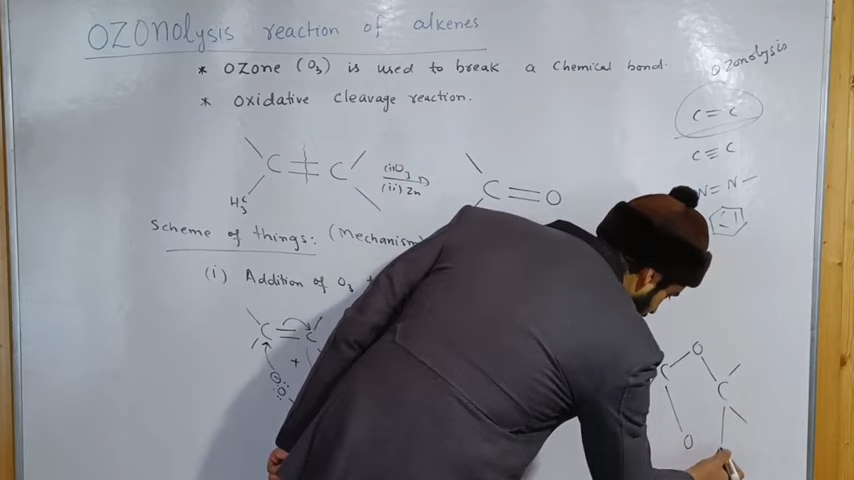 Ozonolysis reaction of alkenes
* Ozone (O3) is used to break a chemical bond.
* Oxidative cleavage reaction.
Ozonolysis
C = C
C ≡ C
N = N
C = C
H3C
(i) O3
(ii) Zn
C = O
Scheme of things: (Mechanism)
(i) Addition of O3
C = C
+
O
O
C
O
C
O